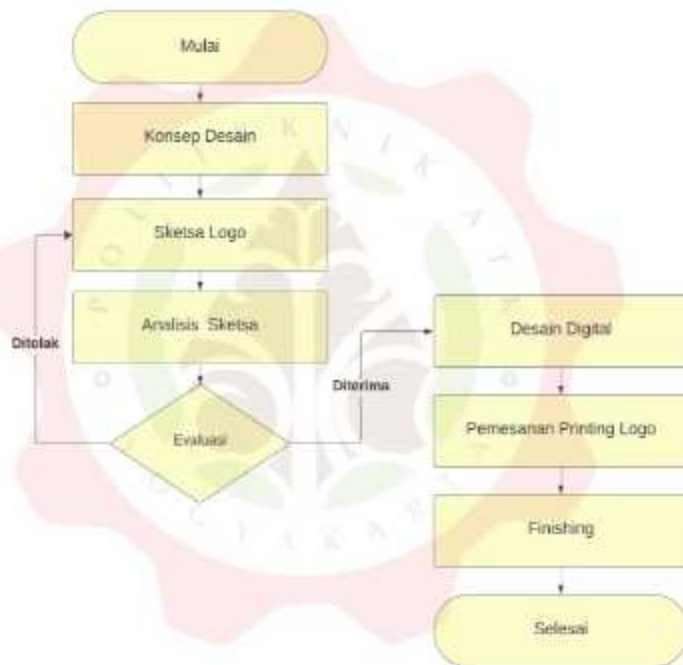 Mulai
Konsep Desain
Sketsa Logo
Analisis Sketsa
Ditolak
Evaluasi
Diterima
Desain Digital
Pemesanan Printing Logo
Finishing
Selesai